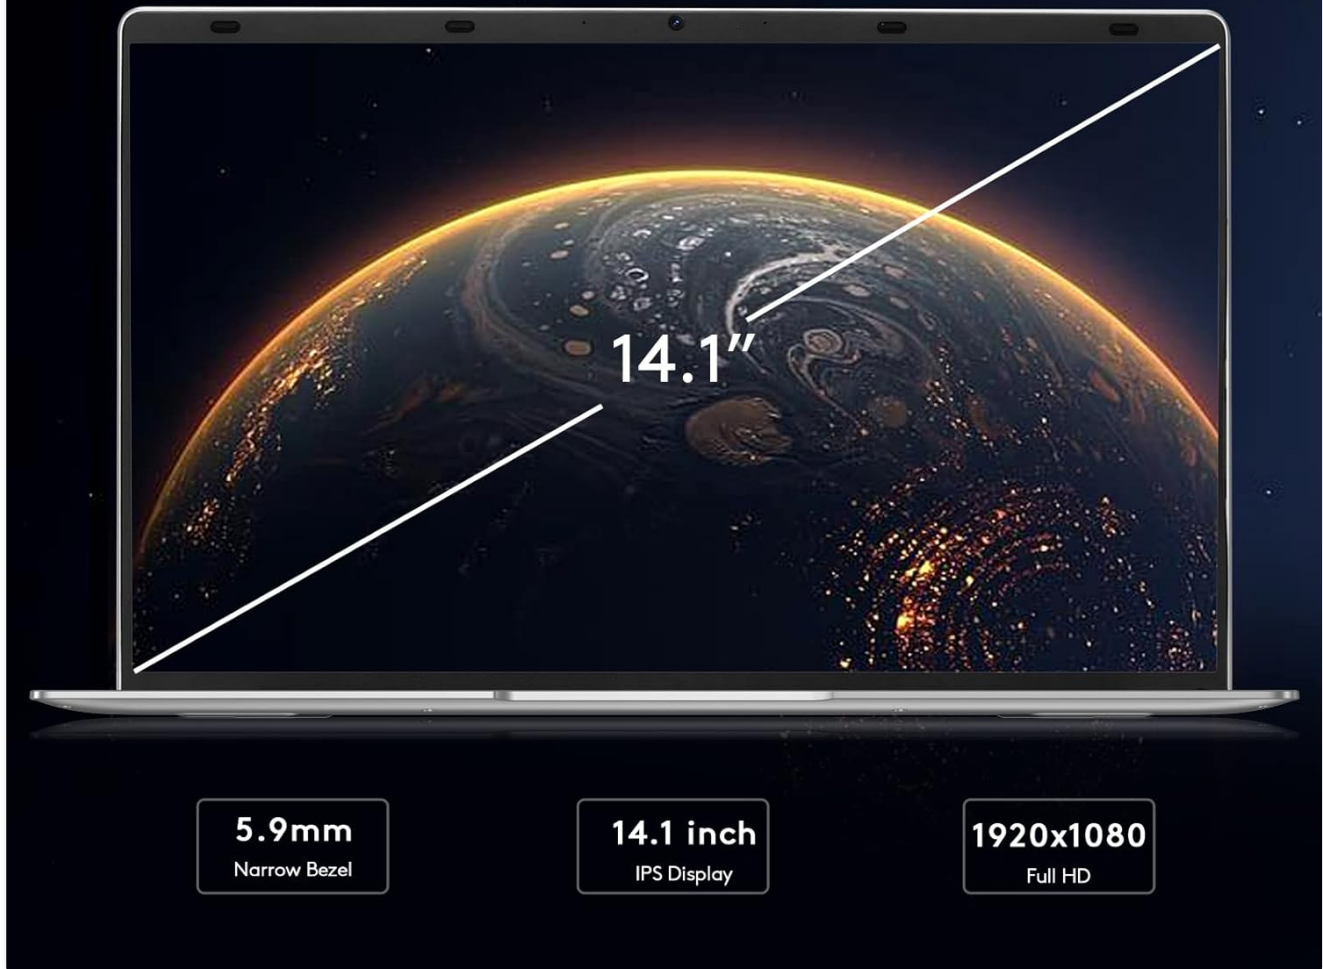 14.1"
5.9mm
Narrow Bezel
14.1 inch
IPS Display
1920x1080
Full HD